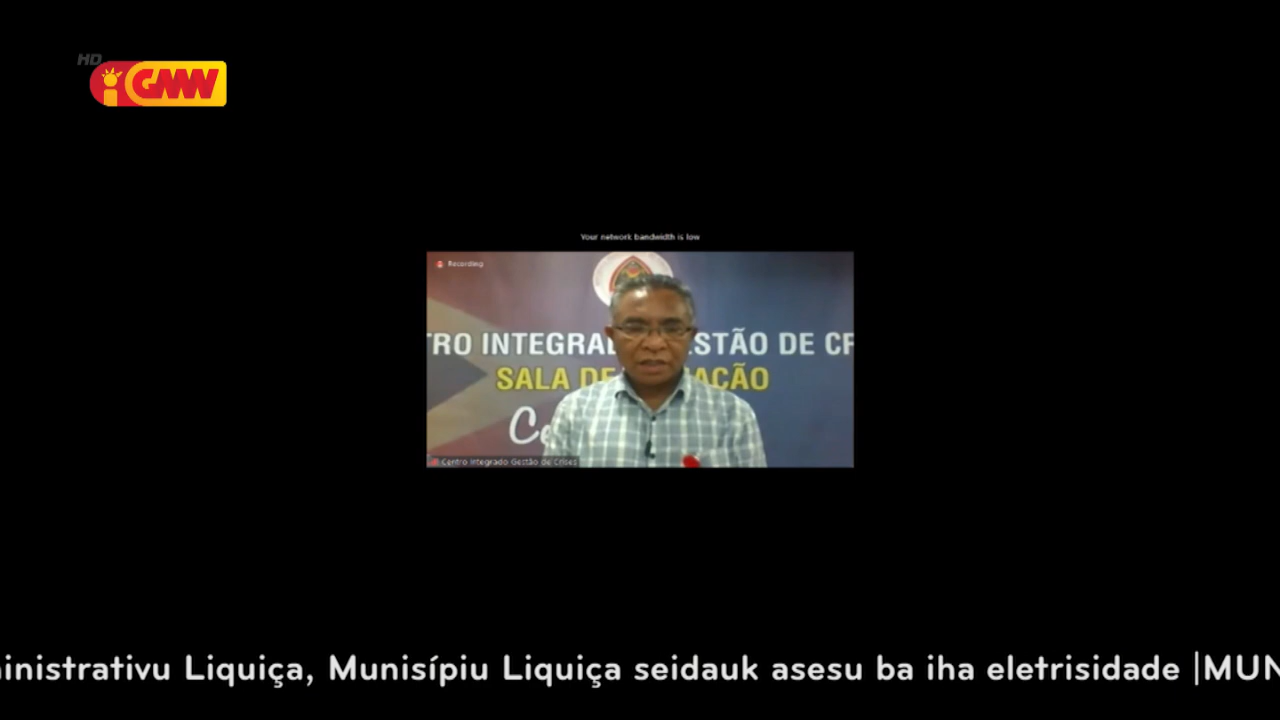 HD
GMN
Your network bandwidth is low
Recording
TRO INTEGRAD ESTÃO DE CR
SALA DE AÇÃO
Centro Integrado Gestão de Crises
inistrativu Liquiça, Munisípiu Liquiça seidauk asesu ba iha eletrisidade |MUN